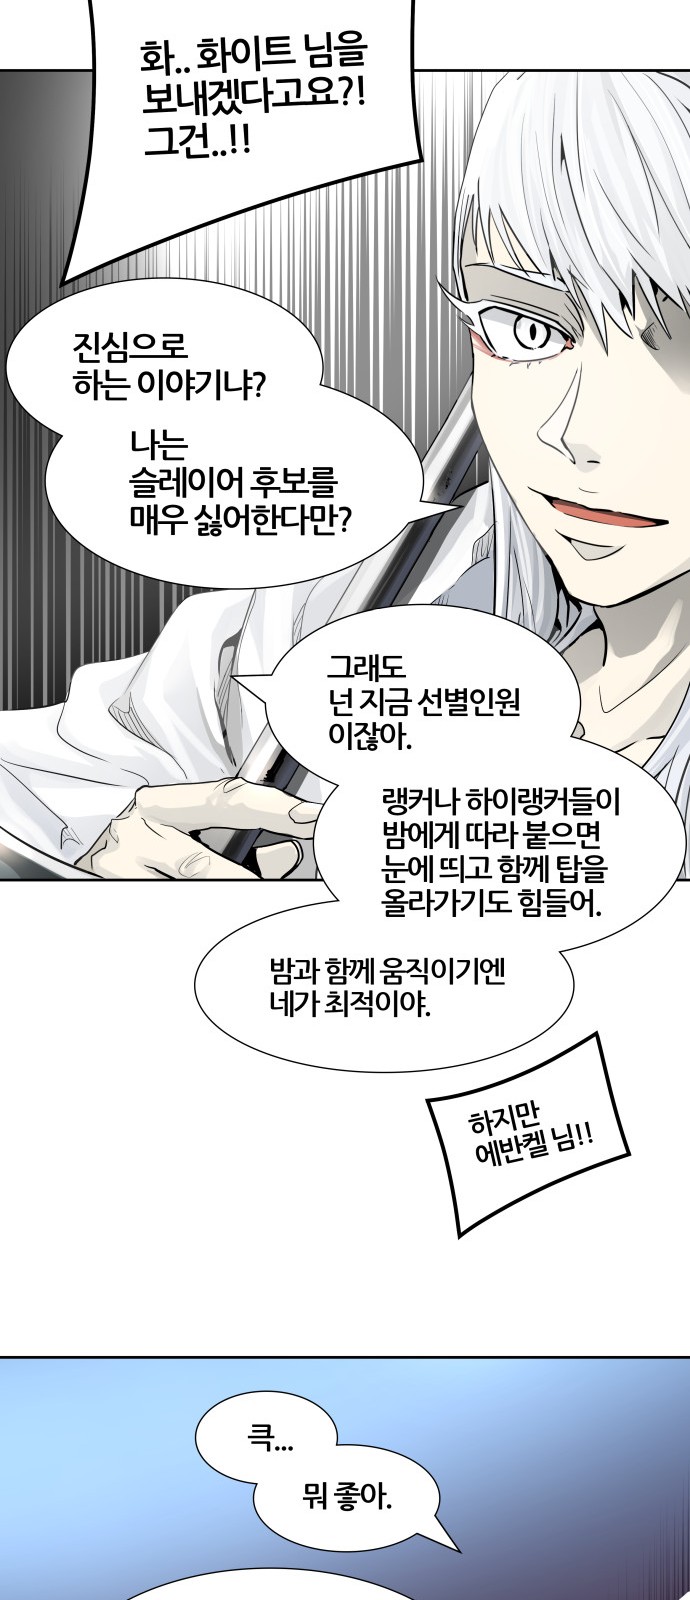 화.. 화이트 님을
보내겠다고요?!
그건..!!
진심으로
하는 이야기냐?
나는
슬레이어 후보를
매우 싫어한다만?
그래도
넌 지금 선별인원
이잖아.
랭커나 하이랭커들이
밤에게 따라 붙으면
눈에 띄고 함께 탑을
올라가기도 힘들어.
밤과 함께 움직이기엔
네가 최적이야.
하지만
에반켈 님!!
큭...
뭐 좋아.